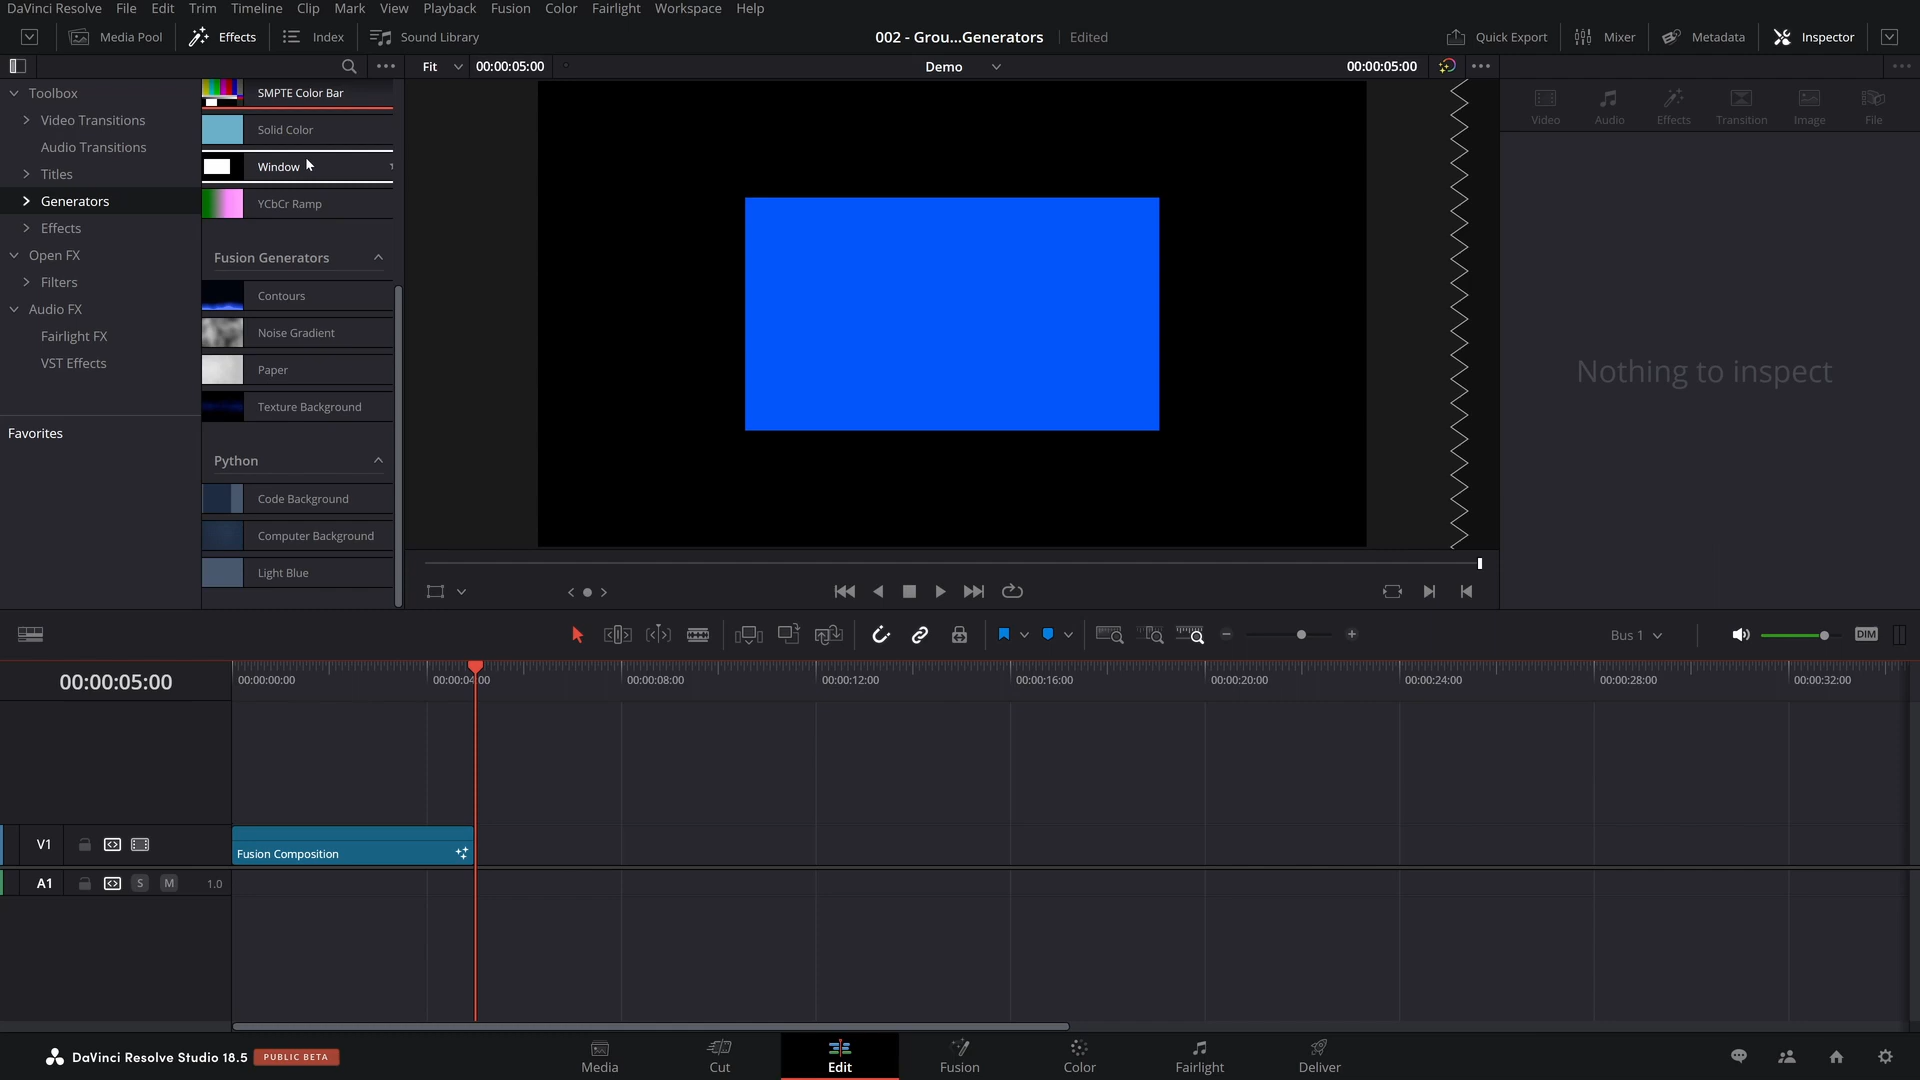 DaVinci Resolve File Edit Trim Timeline Clip Mark View Playback Fusion Color Fairlight Workspace Help
Media Pool Effects Index Sound Library 002 - Grou...Generators Edited Quick Export Mixer Metadata Inspector
Fit 00:00:05:00 Demo 00:00:05:00
Toolbox
Video Transitions
Audio Transitions
Titles
Generators
Effects
Open FX
Filters
Audio FX
Fairlight FX
VST Effects
Favorites
SMPTE Color Bar
Solid Color
Window
YCbCr Ramp
Fusion Generators
Contours
Noise Gradient
Paper
Texture Background
Python
Code Background
Computer Background
Light Blue
Video Audio Effects Transition Image File
Nothing to inspect
Bus 1 DIM
00:00:05:00
00:00:00:00 00:00:04:00 00:00:08:00 00:00:12:00 00:00:16:00 00:00:20:00 00:00:24:00 00:00:28:00 00:00:32:00
V1
Fusion Composition
A1 S M 1.0
DaVinci Resolve Studio 18.5 PUBLIC BETA
Media Cut Edit Fusion Color Fairlight Deliver